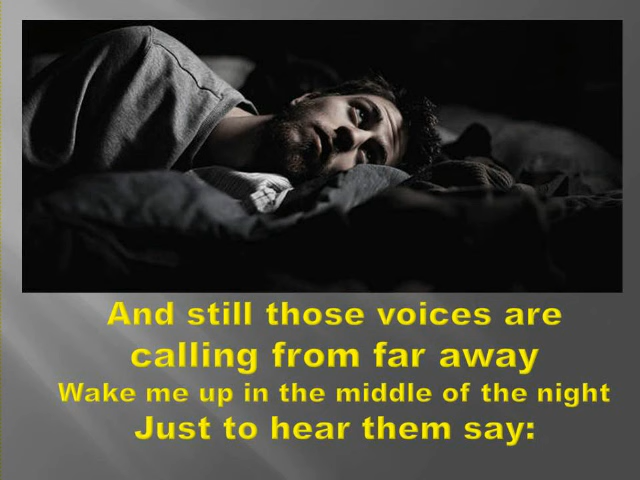 And still those voices are
calling from far away
Wake me up in the middle of the night
Just to hear them say: